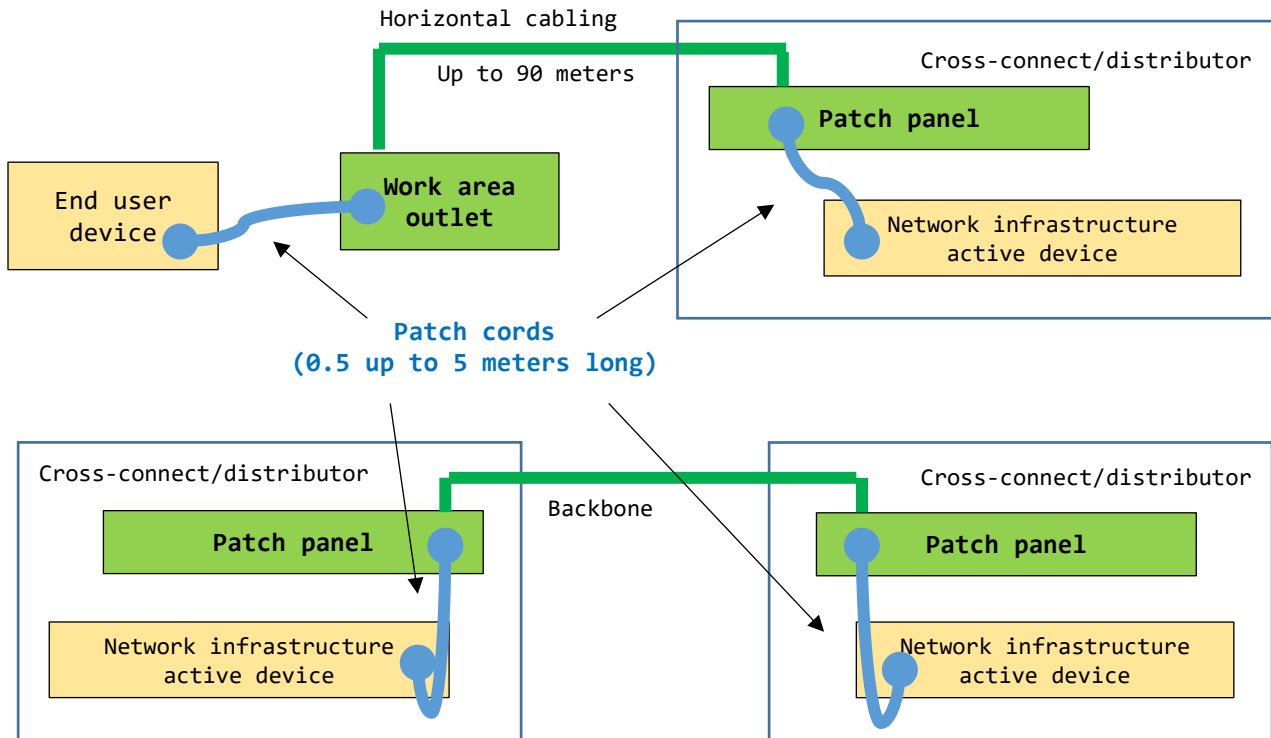 Horizontal cabling
Up to 90 meters
Cross-connect/distributor
Patch panel
End user
device
Work area
outlet
Network infrastructure
active device
Patch cords
(0.5 up to 5 meters long)
Cross-connect/distributor
Patch panel
Network infrastructure
active device
Backbone
Cross-connect/distributor
Patch panel
Network infrastructure
active device